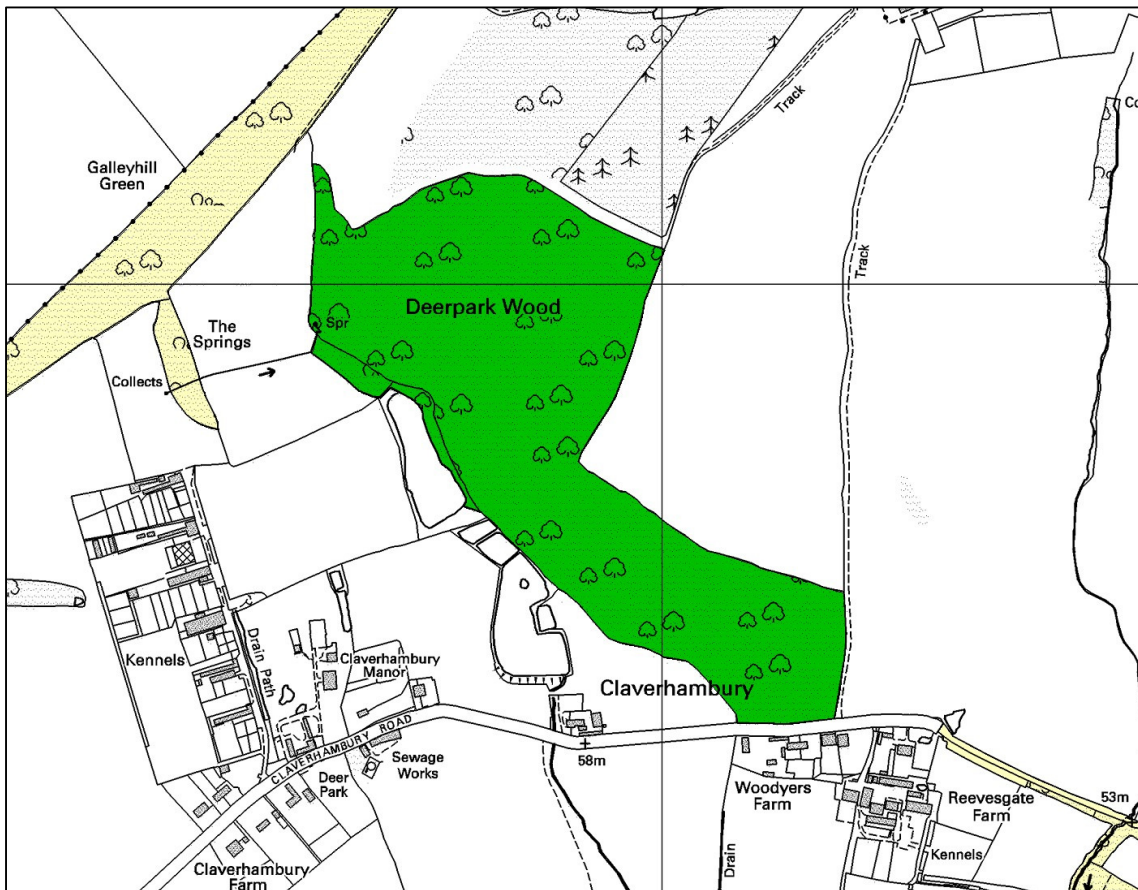 Co
Track
Galleyhill
Green
Track
Deerpark Wood
Spr
The
Springs
Collects
Drain Path
Kennels
Claverhambury
Manor
Claverhambury
CLAVERHAMBURY ROAD
Sewage
Works
58m
Deer
Park
Woodyers
Farm
Reevesgate
Farm
53m
Claverhambury
Farm
Drain
Kennels